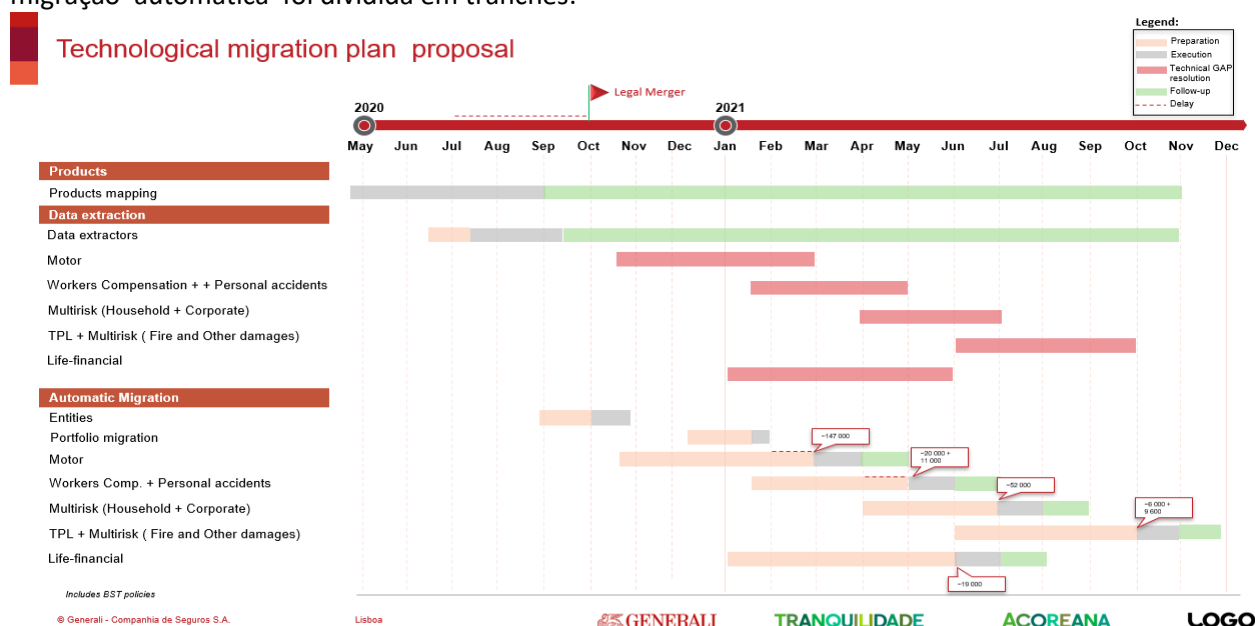 migração 'automática' foi dividida em tranches:
Technological migration plan proposal
Legend:
Preparation
Execution
Technical GAP
resolution
Follow-up
Delay
Legal Merger
2020
2021
May Jun Jul Aug Sep Oct Nov Dec Jan Feb Mar Apr May Jun Jul Aug Sep Oct Nov Dec
Products
Products mapping
Data extraction
Data extractors
Motor
Workers Compensation + + Personal accidents
Multirisk (Household + Corporate)
TPL + Multirisk ( Fire and Other damages)
Life-financial
Automatic Migration
Entities
Portfolio migration
~147 000
Motor
~20 000 +
11 000
Workers Comp. + Personal accidents
~52 000
Multirisk (Household + Corporate)
~6 000 +
9 600
TPL + Multirisk ( Fire and Other damages)
Life-financial
~19 000
Includes BST policies
© Generali - Companhia de Seguros S.A.
Lisboa
GENERALI
TRANQUILIDADE
AÇOREANA
LOGO